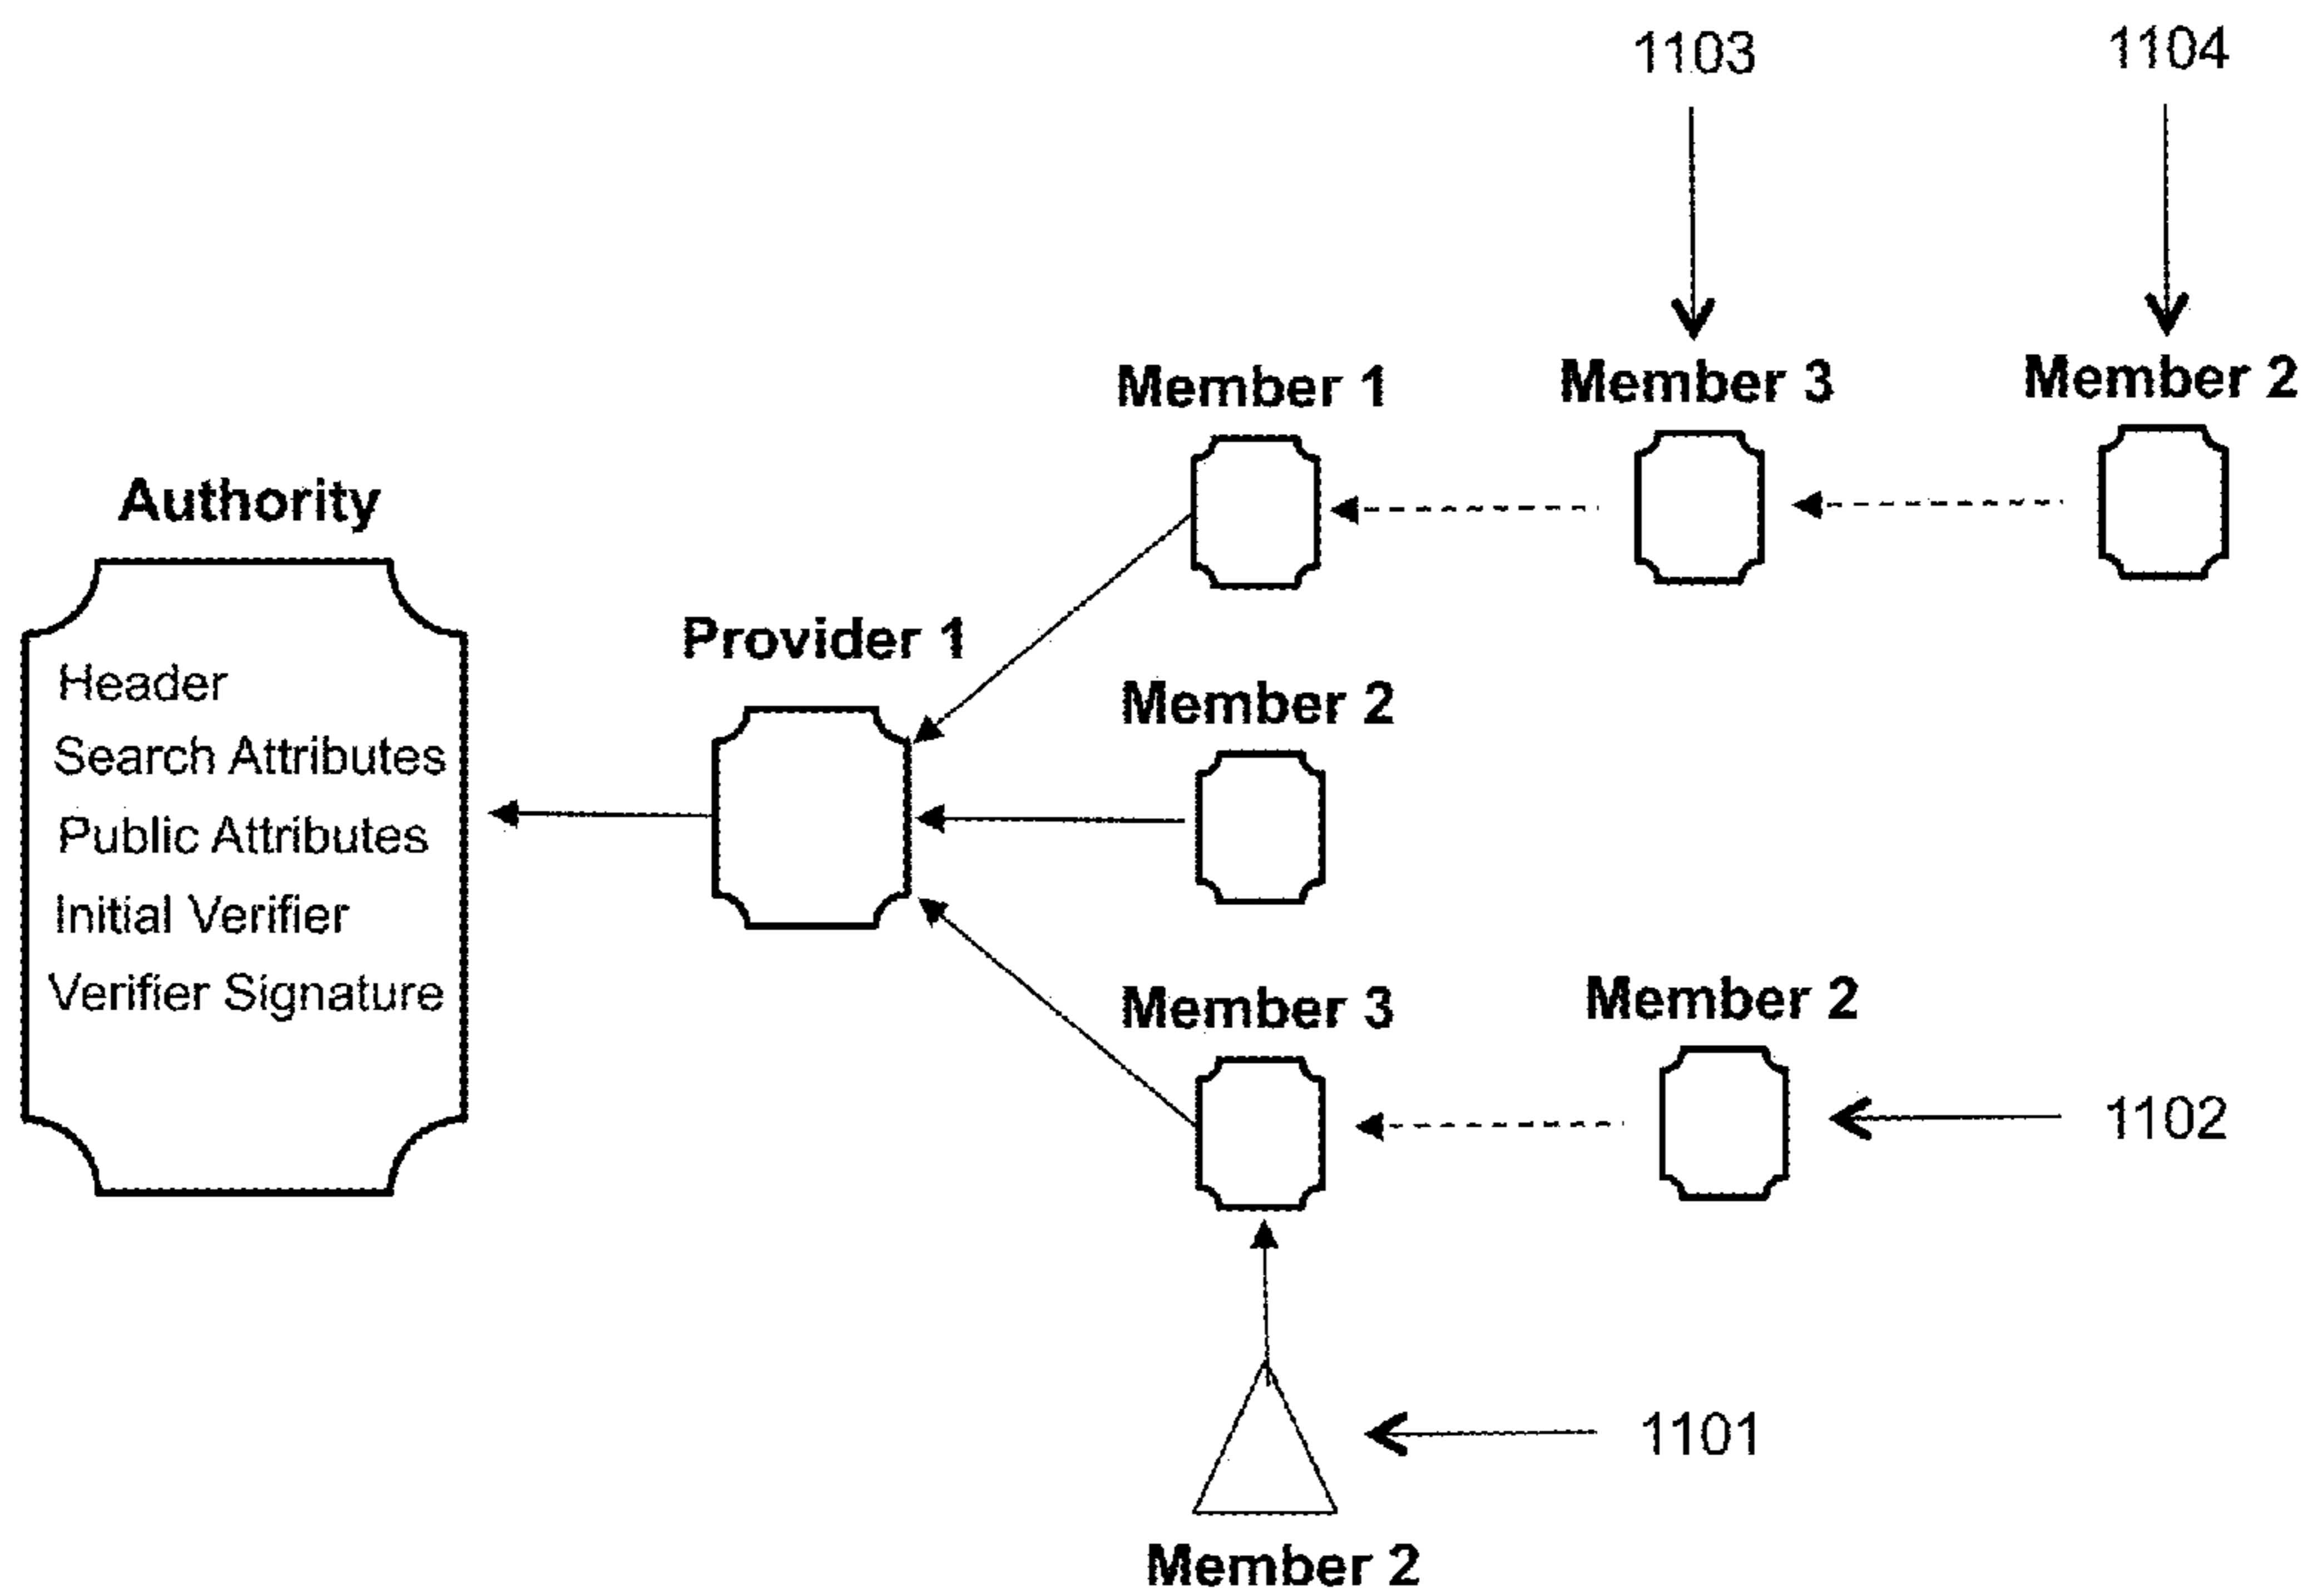 1103
1104
Member 1
Member 3
Member 2
Authority
Provider 1
Header
Search Attributes
Public Attributes
Initial Verifier
Verifier Signature
Member 2
Member 3
Member 2
1102
1101
Member 2